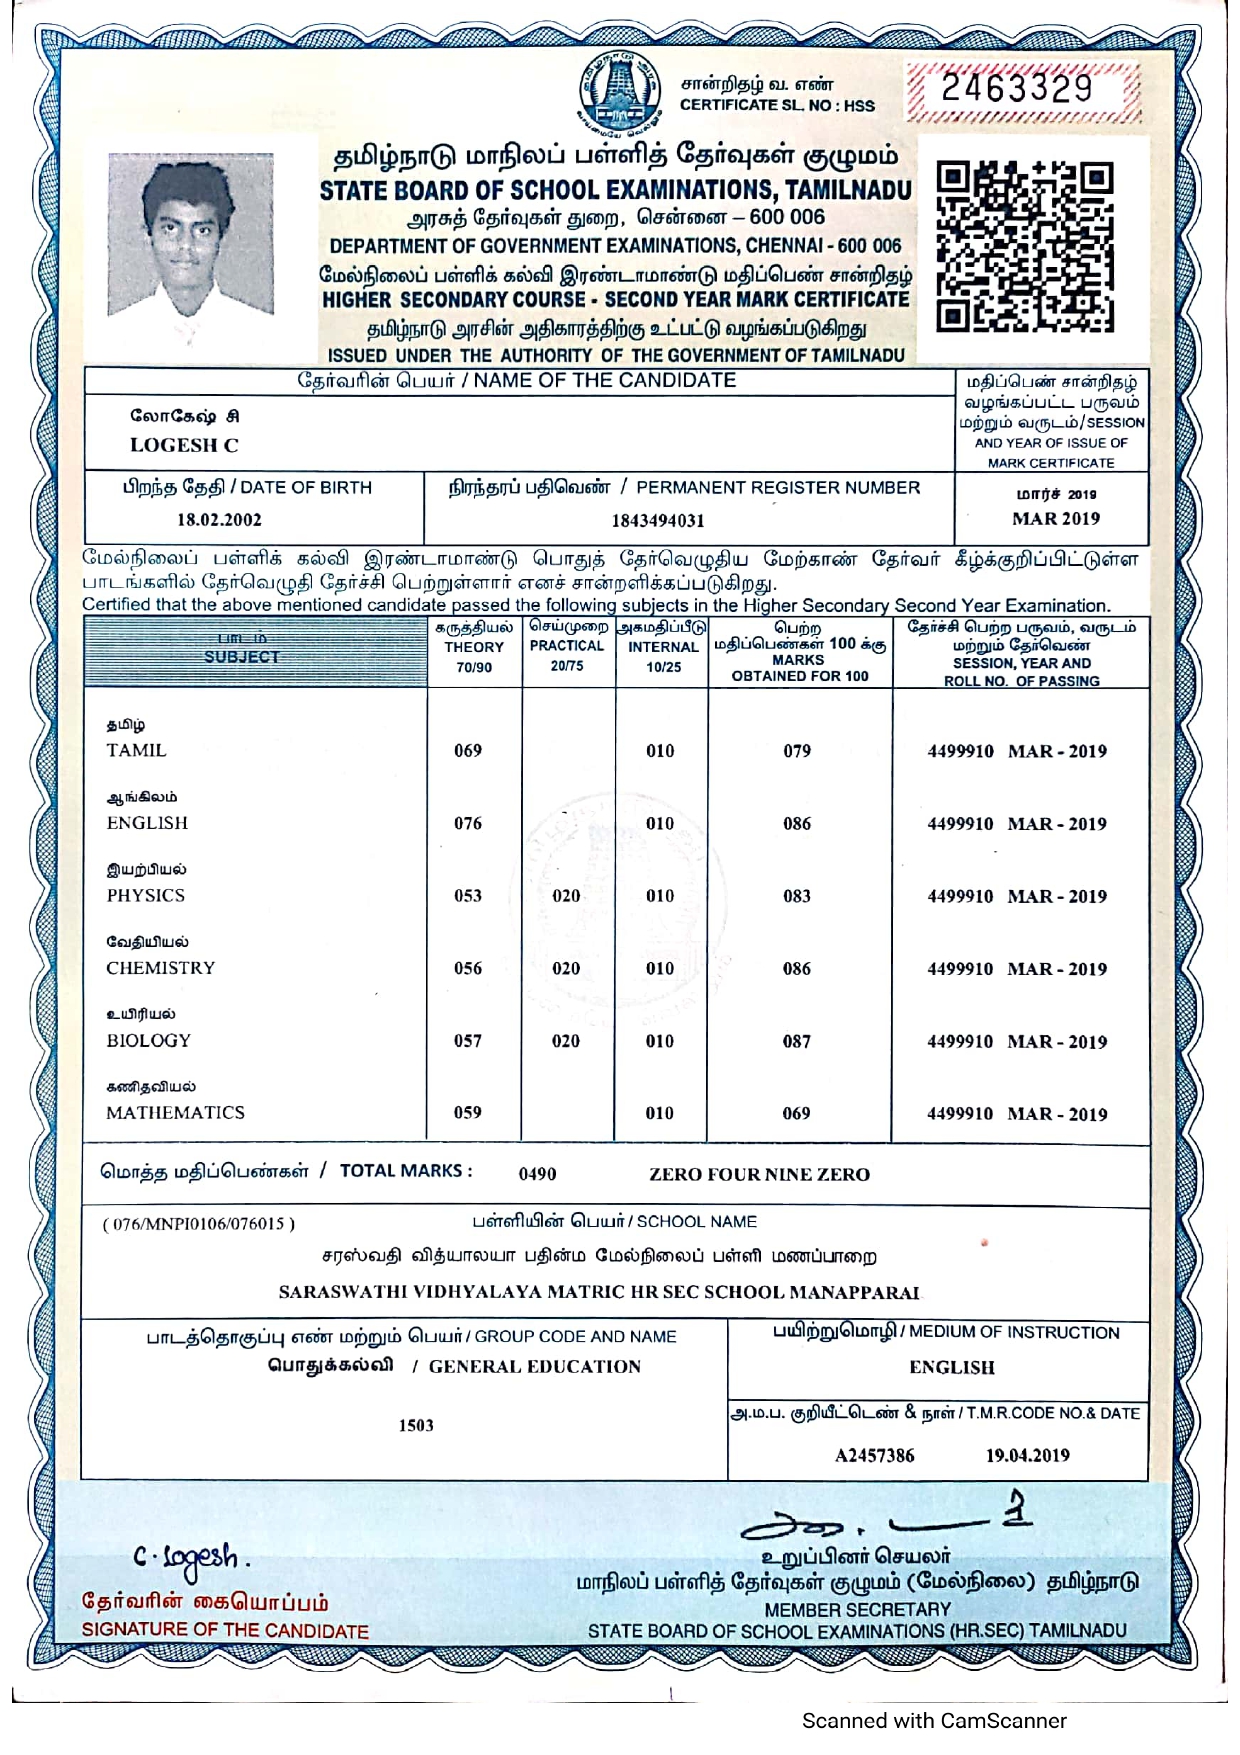 சான்றிதழ் வ. எண்
CERTIFICATE SL. NO : HSS
2463329
தமிழ்நாடு மாநிலப் பள்ளித் தேர்வுகள் குழுமம்
STATE BOARD OF SCHOOL EXAMINATIONS, TAMILNADU
அரசுத் தேர்வுகள் துறை, சென்னை – 600 006
DEPARTMENT OF GOVERNMENT EXAMINATIONS, CHENNAI - 600 006
மேல்நிலைப் பள்ளிக் கல்வி இரண்டாமாண்டு மதிப்பெண் சான்றிதழ்
HIGHER SECONDARY COURSE - SECOND YEAR MARK CERTIFICATE
தமிழ்நாடு அரசின் அதிகாரத்திற்கு உட்பட்டு வழங்கப்படுகிறது
ISSUED UNDER THE AUTHORITY OF THE GOVERNMENT OF TAMILNADU
தேர்வரின் பெயர் / NAME OF THE CANDIDATE
லோகேஷ் சி
LOGESH C
மதிப்பெண் சான்றிதழ்
வழங்கப்பட்ட பருவம்
மற்றும் வருடம்/SESSION
AND YEAR OF ISSUE OF
MARK CERTIFICATE
பிறந்த தேதி / DATE OF BIRTH
18.02.2002
நிரந்தரப் பதிவெண் / PERMANENT REGISTER NUMBER
1843494031
மார்ச் 2019
MAR 2019
மேல்நிலைப் பள்ளிக் கல்வி இரண்டாமாண்டு பொதுத் தேர்வெழுதிய மேற்காண் தேர்வர் கீழ்க்குறிப்பிட்டுள்ள
பாடங்களில் தேர்வெழுதி தேர்ச்சி பெற்றுள்ளார் எனச் சான்றளிக்கப்படுகிறது.
Certified that the above mentioned candidate passed the following subjects in the Higher Secondary Second Year Examination.
பாடம்
SUBJECT
கருத்தியல்
THEORY
70/90
செய்முறை
PRACTICAL
20/75
அகமதிப்பீடு
INTERNAL
10/25
பெற்ற
மதிப்பெண்கள் 100 க்கு
MARKS
OBTAINED FOR 100
தேர்ச்சி பெற்ற பருவம், வருடம்
மற்றும் தேர்வெண்
SESSION, YEAR AND
ROLL NO. OF PASSING
தமிழ்
TAMIL 069 010 079 4499910 MAR - 2019
ஆங்கிலம்
ENGLISH 076 010 086 4499910 MAR - 2019
இயற்பியல்
PHYSICS 053 020 010 083 4499910 MAR - 2019
வேதியியல்
CHEMISTRY 056 020 010 086 4499910 MAR - 2019
உயிரியல்
BIOLOGY 057 020 010 087 4499910 MAR - 2019
கணிதவியல்
MATHEMATICS 059 010 069 4499910 MAR - 2019
மொத்த மதிப்பெண்கள் / TOTAL MARKS : 0490 ZERO FOUR NINE ZERO
( 076/MNPI0106/076015 ) பள்ளியின் பெயர் / SCHOOL NAME
சரஸ்வதி வித்யாலயா பதின்ம மேல்நிலைப் பள்ளி மணப்பாறை
SARASWATHI VIDHYALAYA MATRIC HR SEC SCHOOL MANAPPARAI
பாடத்தொகுப்பு எண் மற்றும் பெயர் / GROUP CODE AND NAME
பொதுக்கல்வி / GENERAL EDUCATION
1503
பயிற்றுமொழி / MEDIUM OF INSTRUCTION
ENGLISH
அ.ம.ப. குறியீட்டெண் & நாள் / T.M.R.CODE NO.& DATE
A2457386 19.04.2019
C. Logesh.
தேர்வரின் கையொப்பம்
SIGNATURE OF THE CANDIDATE
உறுப்பினர் செயலர்
மாநிலப் பள்ளித் தேர்வுகள் குழுமம் (மேல்நிலை) தமிழ்நாடு
MEMBER SECRETARY
STATE BOARD OF SCHOOL EXAMINATIONS (HR.SEC) TAMILNADU
Scanned with CamScanner